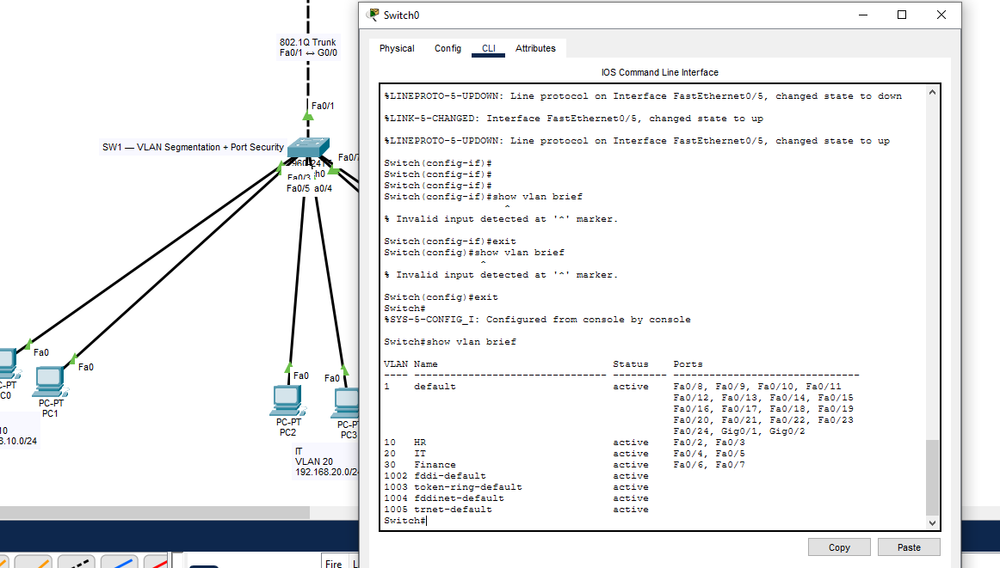 Switch0
Physical Config CLI Attributes
IOS Command Line Interface
%LINEPROTO-5-UPDOWN: Line protocol on Interface FastEthernet0/5, changed state to down
%LINK-5-CHANGED: Interface FastEthernet0/5, changed state to up
%LINEPROTO-5-UPDOWN: Line protocol on Interface FastEthernet0/5, changed state to up
Switch(config-if)#
Switch(config-if)#
Switch(config-if)#
Switch(config-if)#show vlan brief
^
% Invalid input detected at '^' marker.
Switch(config-if)#exit
Switch(config)#show vlan brief
^
% Invalid input detected at '^' marker.
Switch(config)#exit
Switch#
%SYS-5-CONFIG_I: Configured from console by console
Switch#show vlan brief
VLAN Name Status Ports
---- -------------------------------- --------- -------------------------------
1 default active Fa0/8, Fa0/9, Fa0/10, Fa0/11
Fa0/12, Fa0/13, Fa0/14, Fa0/15
Fa0/16, Fa0/17, Fa0/18, Fa0/19
Fa0/20, Fa0/21, Fa0/22, Fa0/23
Fa0/24, Gig0/1, Gig0/2
10 HR active Fa0/2, Fa0/3
20 IT active Fa0/4, Fa0/5
30 Finance active Fa0/6, Fa0/7
1002 fddi-default active
1003 token-ring-default active
1004 fddinet-default active
1005 trnet-default active
Switch#
Copy Paste
802.1Q Trunk
Fa0/1 ↔ G0/0
Fa0/1
SW1 — VLAN Segmentation + Port Security
Fa0/7
Fa0/3
Fa0/5 a0/4
Fa0
Fa0
C-PT
C0
PC-PT
PC1
10
8.10.0/24
Fa0
Fa0
PC-PT
PC2
PC-P
PC3
IT
VLAN 20
192.168.20.0/2
Fire